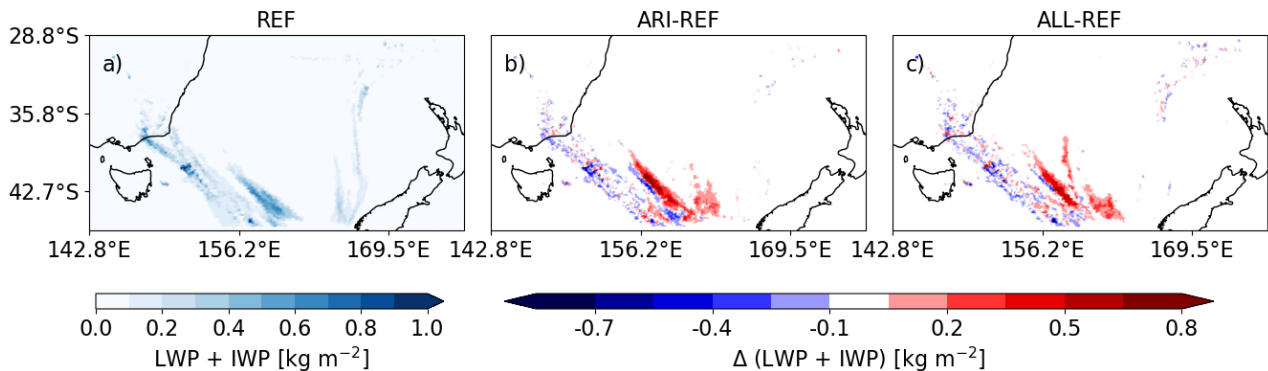 REF
ARI-REF
ALL-REF
a)
b)
c)
28.8°S
35.8°S
42.7°S
142.8°E
156.2°E
169.5°E
142.8°E
156.2°E
169.5°E
142.8°E
156.2°E
169.5°E
0.0
0.2
0.4
0.6
0.8
1.0
LWP + IWP [kg m⁻²]
-0.7
-0.4
-0.1
0.2
0.5
0.8
Δ (LWP + IWP) [kg m⁻²]